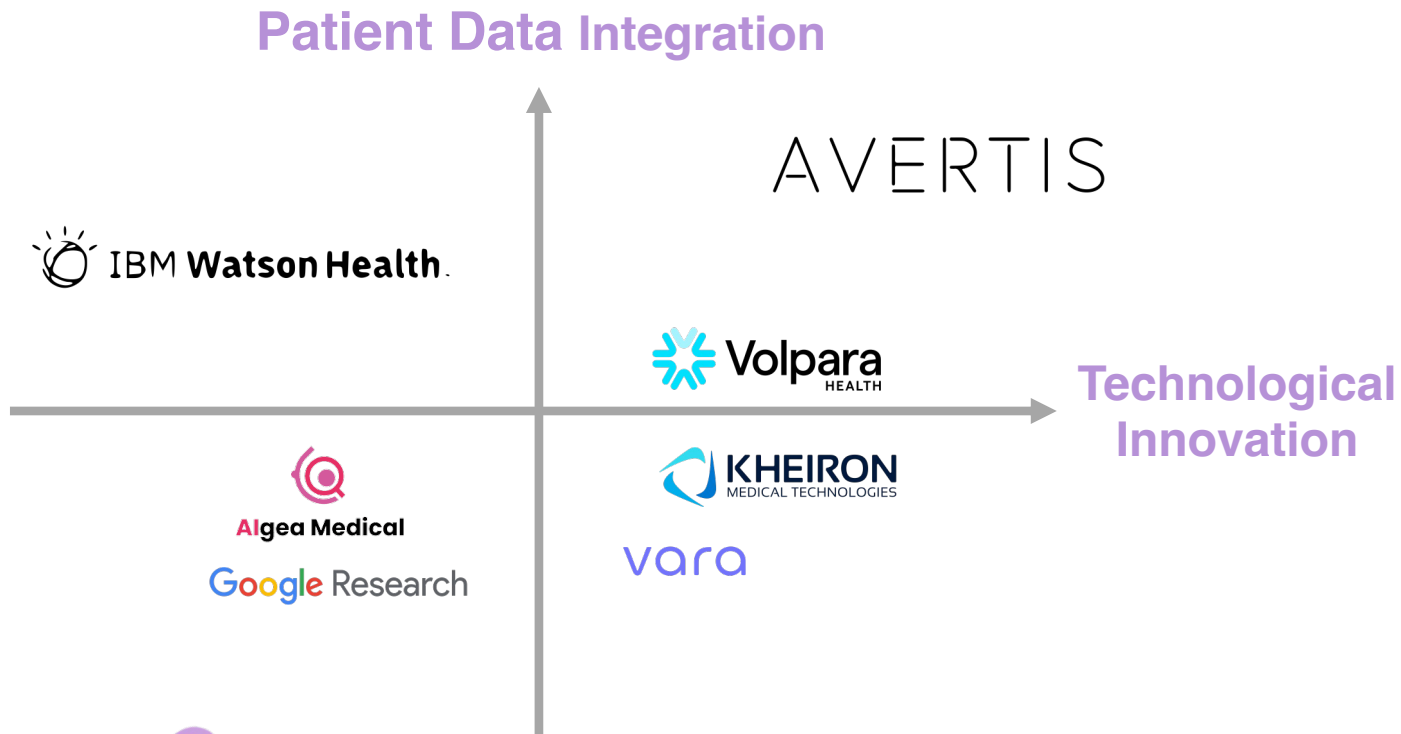 Patient Data Integration
AVERTIS
IBM Watson Health.
Volpara
HEALTH
Technological
Innovation
KHEIRON
MEDICAL TECHNOLOGIES
AIgea Medical
vara
Google Research